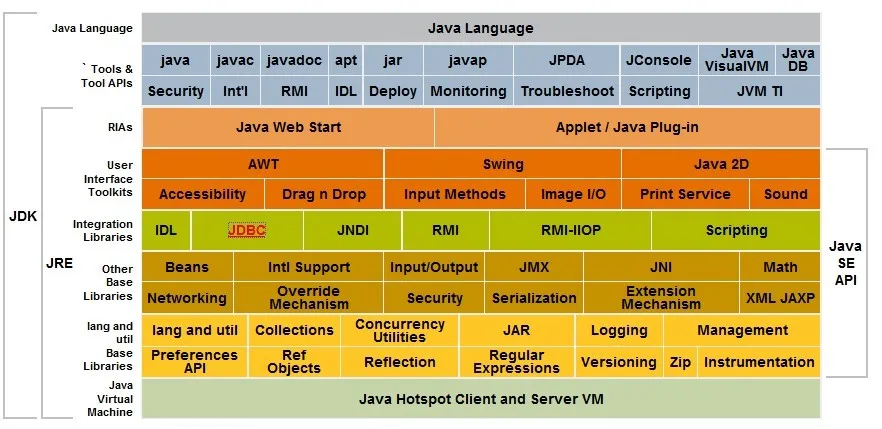 Java Language
Java Language
` Tools &
Tool APIs
java javac javadoc apt jar javap JPDA JConsole Java VisualVM Java DB
Security Int'l RMI IDL Deploy Monitoring Troubleshoot Scripting JVM TI
RIAs
Java Web Start Applet / Java Plug-in
User
Interface
Toolkits
AWT Swing Java 2D
Accessibility Drag n Drop Input Methods Image I/O Print Service Sound
Integration
Libraries
IDL JDBC JNDI RMI RMI-IIOP Scripting
Other
Base
Libraries
Beans Intl Support Input/Output JMX JNI Math
Networking Override Mechanism Security Serialization Extension Mechanism XML JAXP
lang and
util
Base
Libraries
lang and util Collections Concurrency Utilities JAR Logging Management
Preferences API Ref Objects Reflection Regular Expressions Versioning Zip Instrumentation
Java
Virtual
Machine
Java Hotspot Client and Server VM
JDK
JRE
Java
SE
API